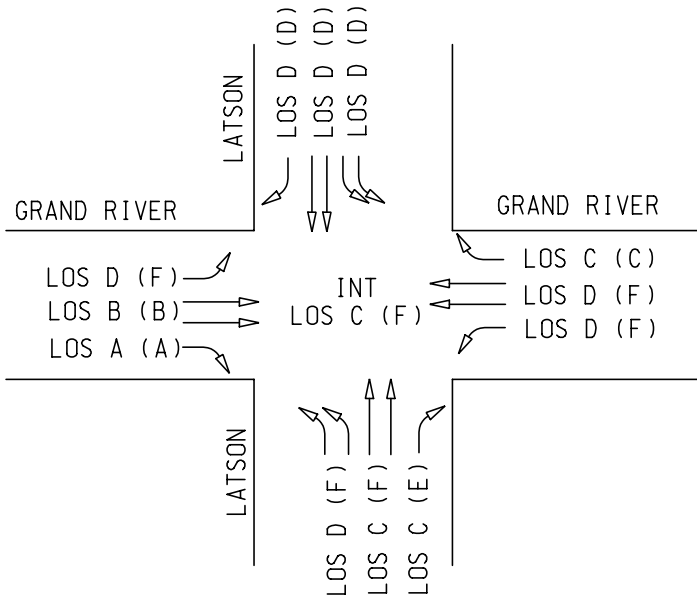 LOS D (D)
LOS D (D)
LOS D (D)
LATSON
GRAND RIVER
GRAND RIVER
LOS D (F)
LOS B (B)
LOS A (A)
INT
LOS C (F)
LOS C (C)
LOS D (F)
LOS D (F)
LATSON
LOS D (F)
LOS C (F)
LOS C (E)